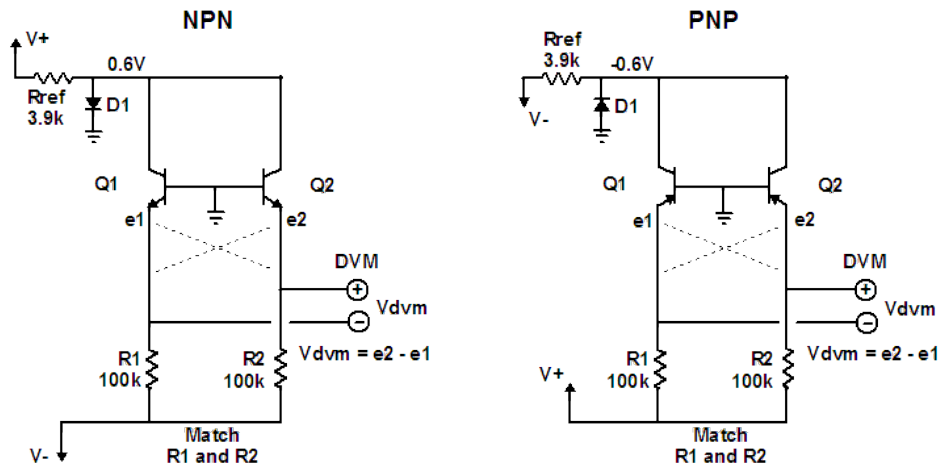 NPN
V+
0.6V
Rref
3.9k
D1
Q1
Q2
e1
e2
DVM
+
Vdvm
−
Vdvm = e2 - e1
R1
100k
R2
100k
V-
Match
R1 and R2
PNP
Rref
3.9k
-0.6V
V-
D1
Q1
Q2
e1
e2
DVM
+
Vdvm
−
Vdvm = e2 - e1
R1
100k
R2
100k
V+
Match
R1 and R2